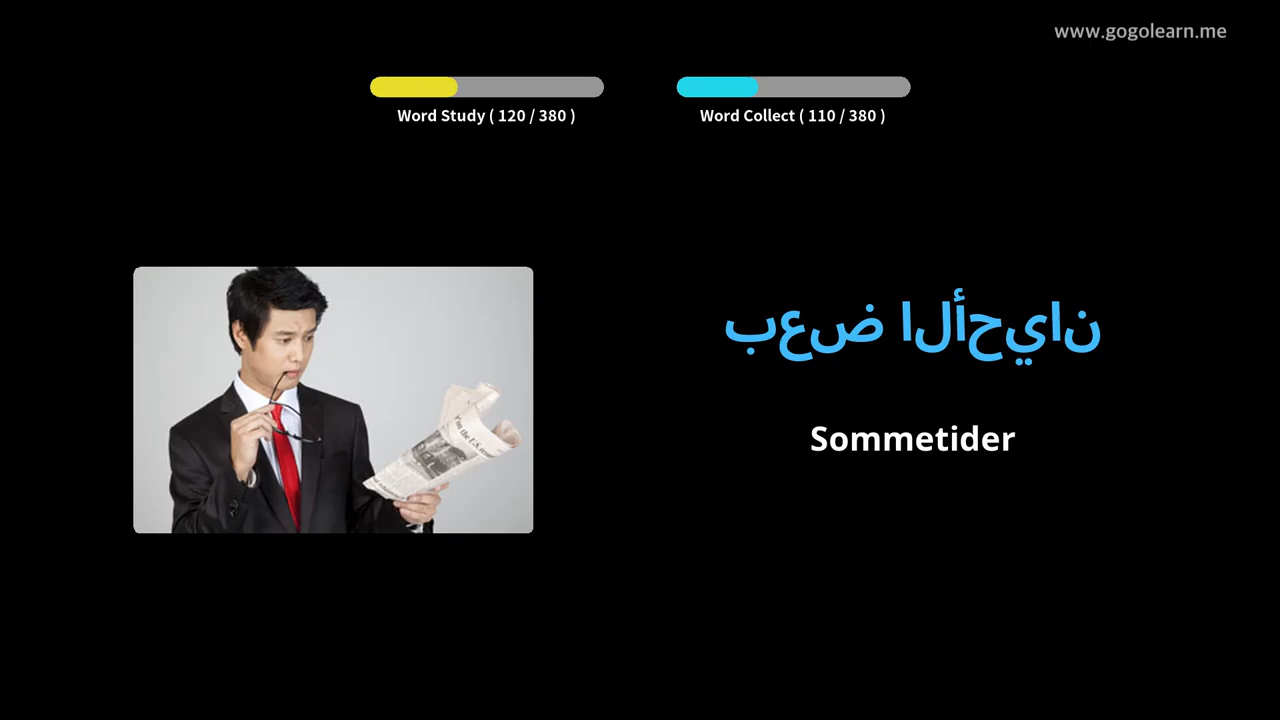 www.gogolearn.me
Word Study ( 120 / 380 )
Word Collect ( 110 / 380 )
بعض الأحيان
Sommetider